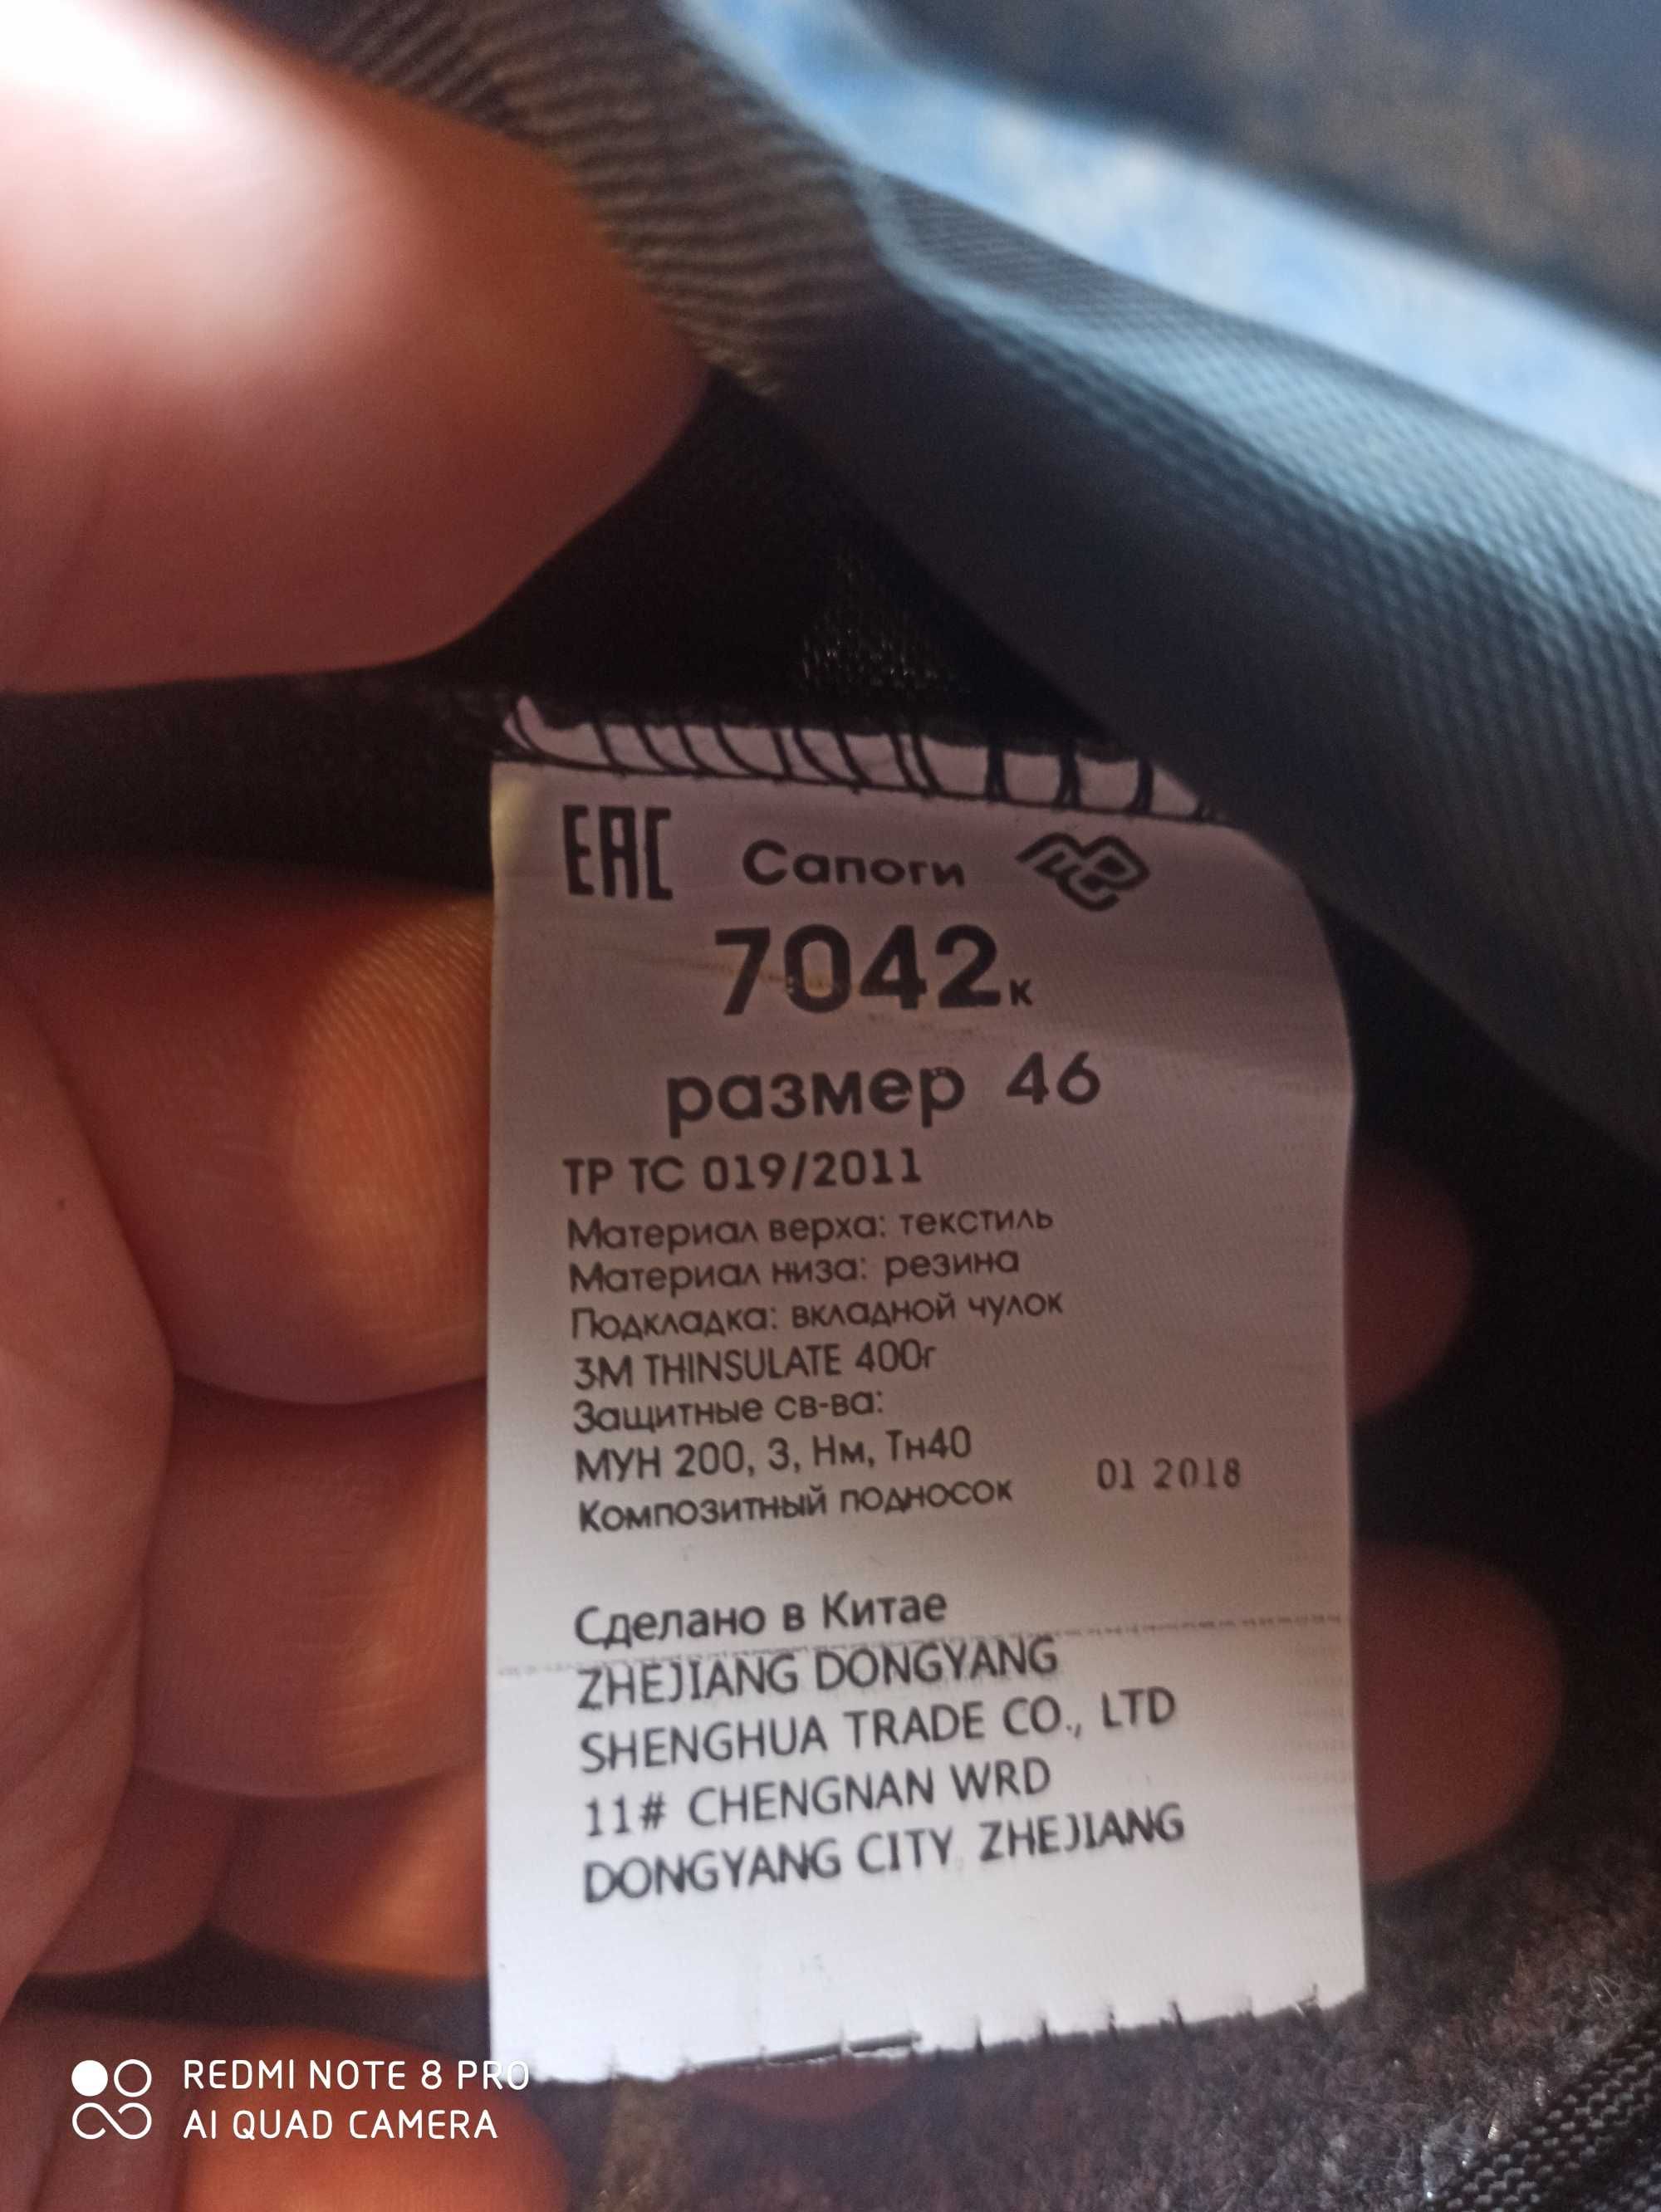 EAC Сапоги
7042к
размер 46
ТР ТС 019/2011
Материал верха: текстиль
Материал низа: резина
Подкладка: вкладной чулок
3M THINSULATE 400г
Защитные св-ва:
МУН 200, З, Нм, Тн40
Композитный подносок 01 2018
Сделано в Китае
ZHEJIANG DONGYANG
SHENGHUA TRADE CO., LTD
11# CHENGNAN WRD
DONGYANG CITY, ZHEJIANG
REDMI NOTE 8 PRO
AI QUAD CAMERA